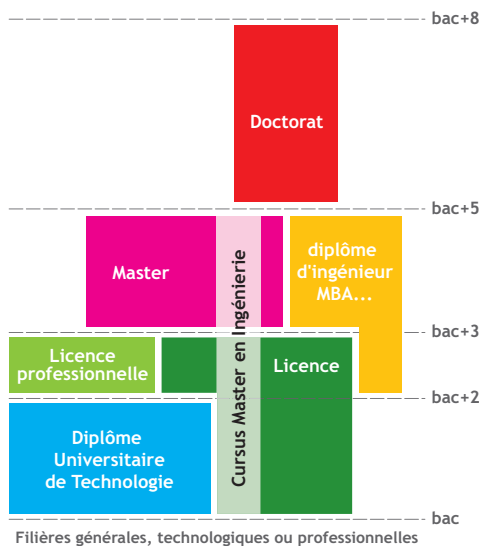 bac+8
Doctorat
bac+5
Master
Cursus Master en Ingénierie
diplôme
d'ingénieur
MBA...
bac+3
Licence
professionnelle
Licence
bac+2
Diplôme
Universitaire
de Technologie
bac
Filières générales, technologiques ou professionnelles